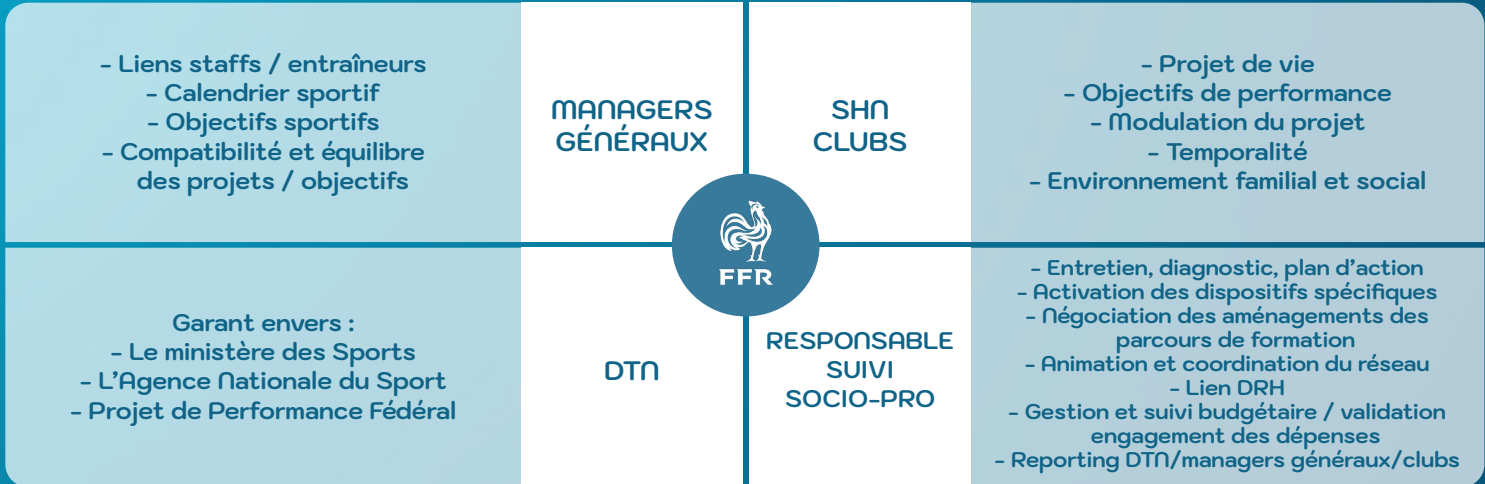 - Liens staffs / entraîneurs
- Calendrier sportif
- Objectifs sportifs
- Compatibilité et équilibre
des projets / objectifs
MANAGERS
GÉNÉRAUX
SHN
CLUBS
- Projet de vie
- Objectifs de performance
- Modulation du projet
- Temporalité
- Environnement familial et social
FFR
Garant envers :
- Le ministère des Sports
- L'Agence Nationale du Sport
- Projet de Performance Fédéral
DTN
RESPONSABLE
SUIVI
SOCIO-PRO
- Entretien, diagnostic, plan d'action
- Activation des dispositifs spécifiques
- Négociation des aménagements des
parcours de formation
- Animation et coordination du réseau
- Lien DRH
- Gestion et suivi budgétaire / validation
engagement des dépenses
- Reporting DTN/managers généraux/clubs